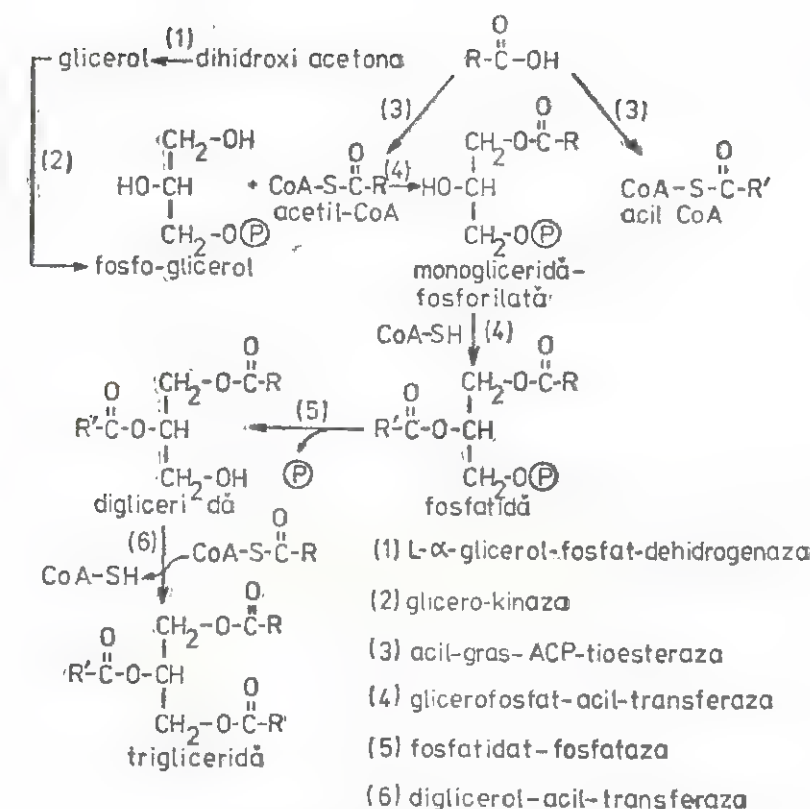 glicerol (1) dihidroxi acetona
O
R-C-OH
(3) (3)
(2)
CH2-OH
HO-CH
CH2-OⓅ
fosfo-glicerol
+ CoA-S-C-R'
O
acetil-CoA
(4)
O
CH2-O-C-R
HO-CH
CH2-OⓅ
monogliceridă-
fosforilată
O
CoA-S-C-R'
acil CoA
CoA-SH (4)
O
CH2-O-C-R
O
R'-C-O-CH
CH2-OⓅ
fosfatidă
(5)
Ⓟ
O
CH2-O-C-R
O
R'-C-O-CH
CH2-OH
digliceridă
(6)
O
CoA-S-C-R
CoA-SH
O
CH2-O-C-R
O
R'-C-O-CH
O
CH2-O-C-R'
trigliceridă
(1) L-α-glicerol-fosfat-dehidrogenaza
(2) glicero-kinaza
(3) acil-gras-ACP-tioesteraza
(4) glicerofosfat-acil-transferaza
(5) fosfatidat-fosfataza
(6) diglicerol-acil-transferaza